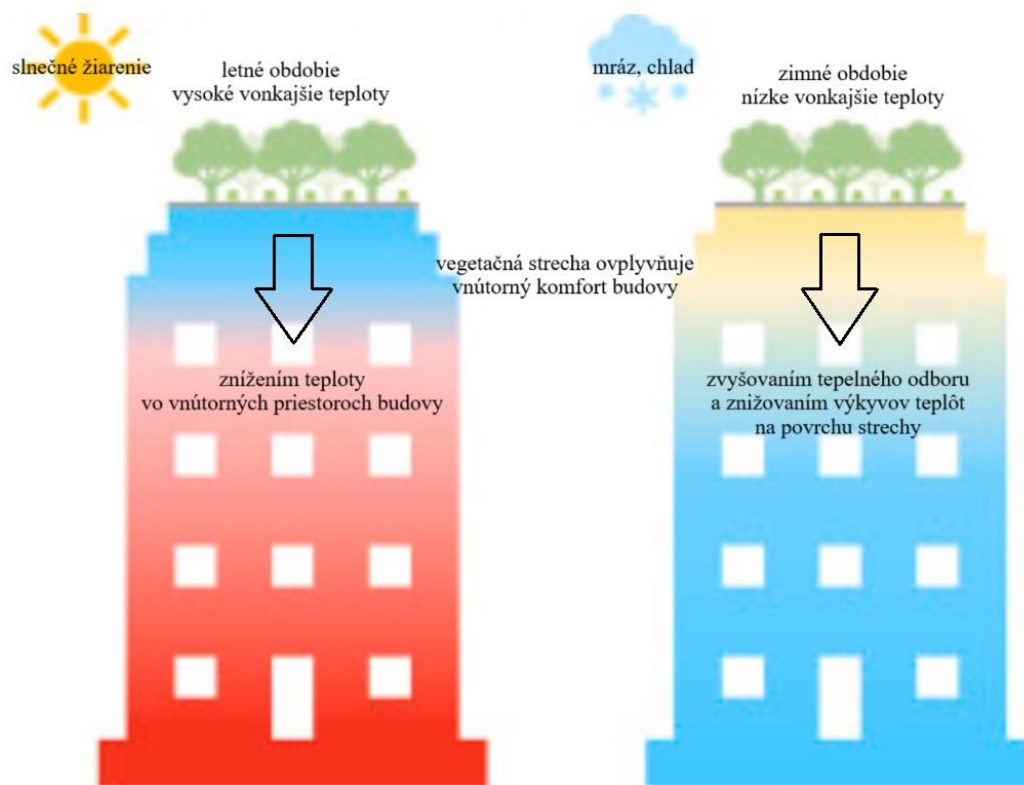 slnečné žiarenie
letné obdobie
vysoké vonkajšie teploty
mráz, chlad
zimné obdobie
nízke vonkajšie teploty
vegetačná strecha ovplyvňuje
vnútorný komfort budovy
znížením teploty
vo vnútorných priestoroch budovy
zvyšovaním tepelného odboru
a znižovaním výkyvov teplôt
na povrchu strechy